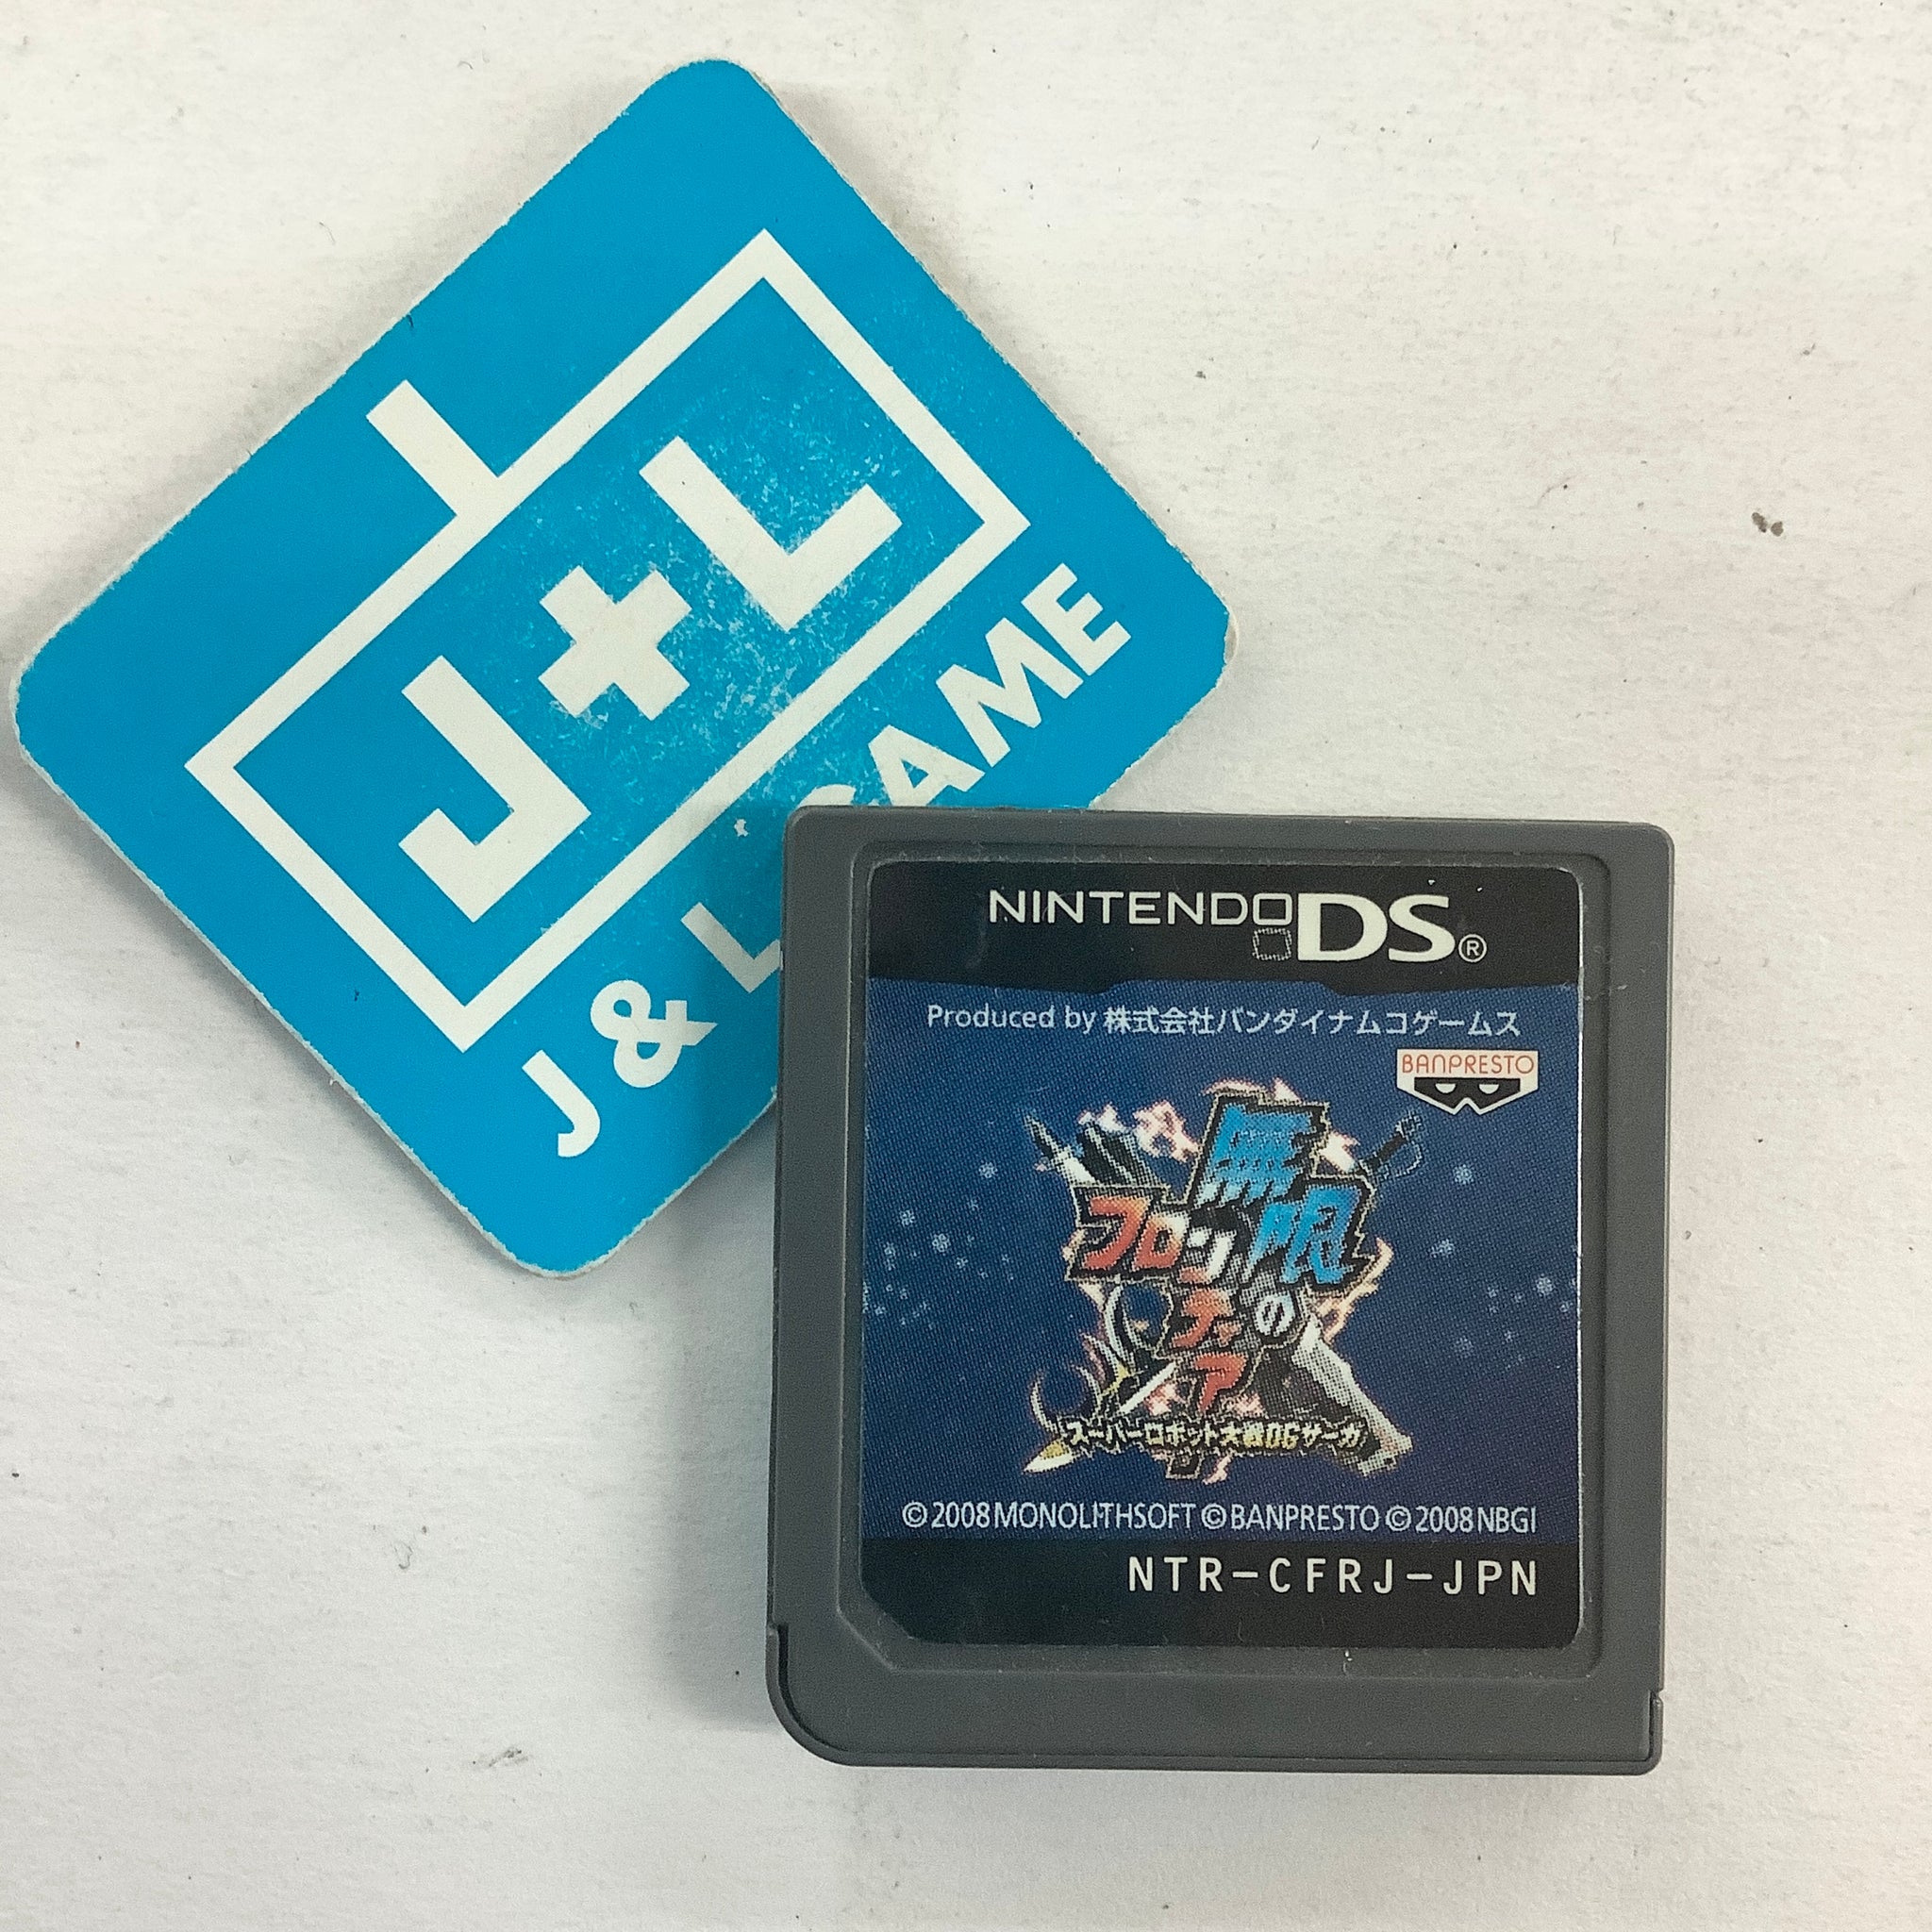 J+L
J & L GAME
NINTENDO DS®
Produced by 株式会社バンダイナムコゲームス
BANPRESTO
無限の
フロンティア
スーパーロボット大戦OGサーガ
©2008 MONOLITHSOFT ©BANPRESTO ©2008 NBGI
NTR-CFRJ-JPN